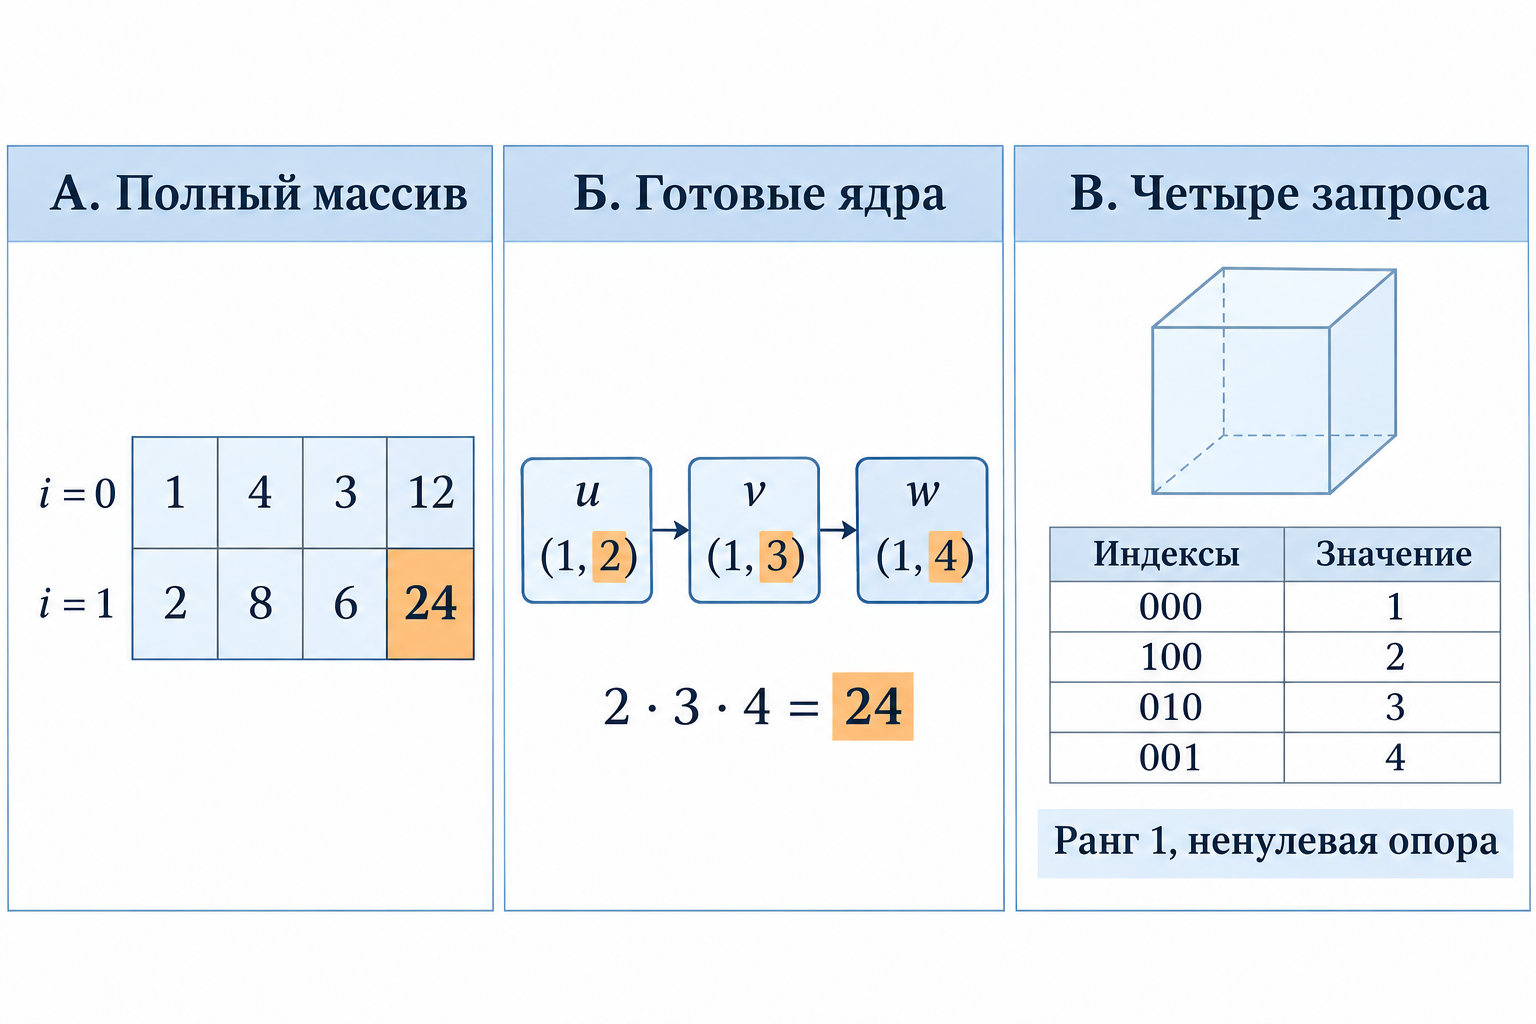 А. Полный массив
i = 0 1 4 3 12
i = 1 2 8 6 24
Б. Готовые ядра
u v w
(1, 2) (1, 3) (1, 4)
2 · 3 · 4 = 24
В. Четыре запроса
Индексы Значение
000 1
100 2
010 3
001 4
Ранг 1, ненулевая опора